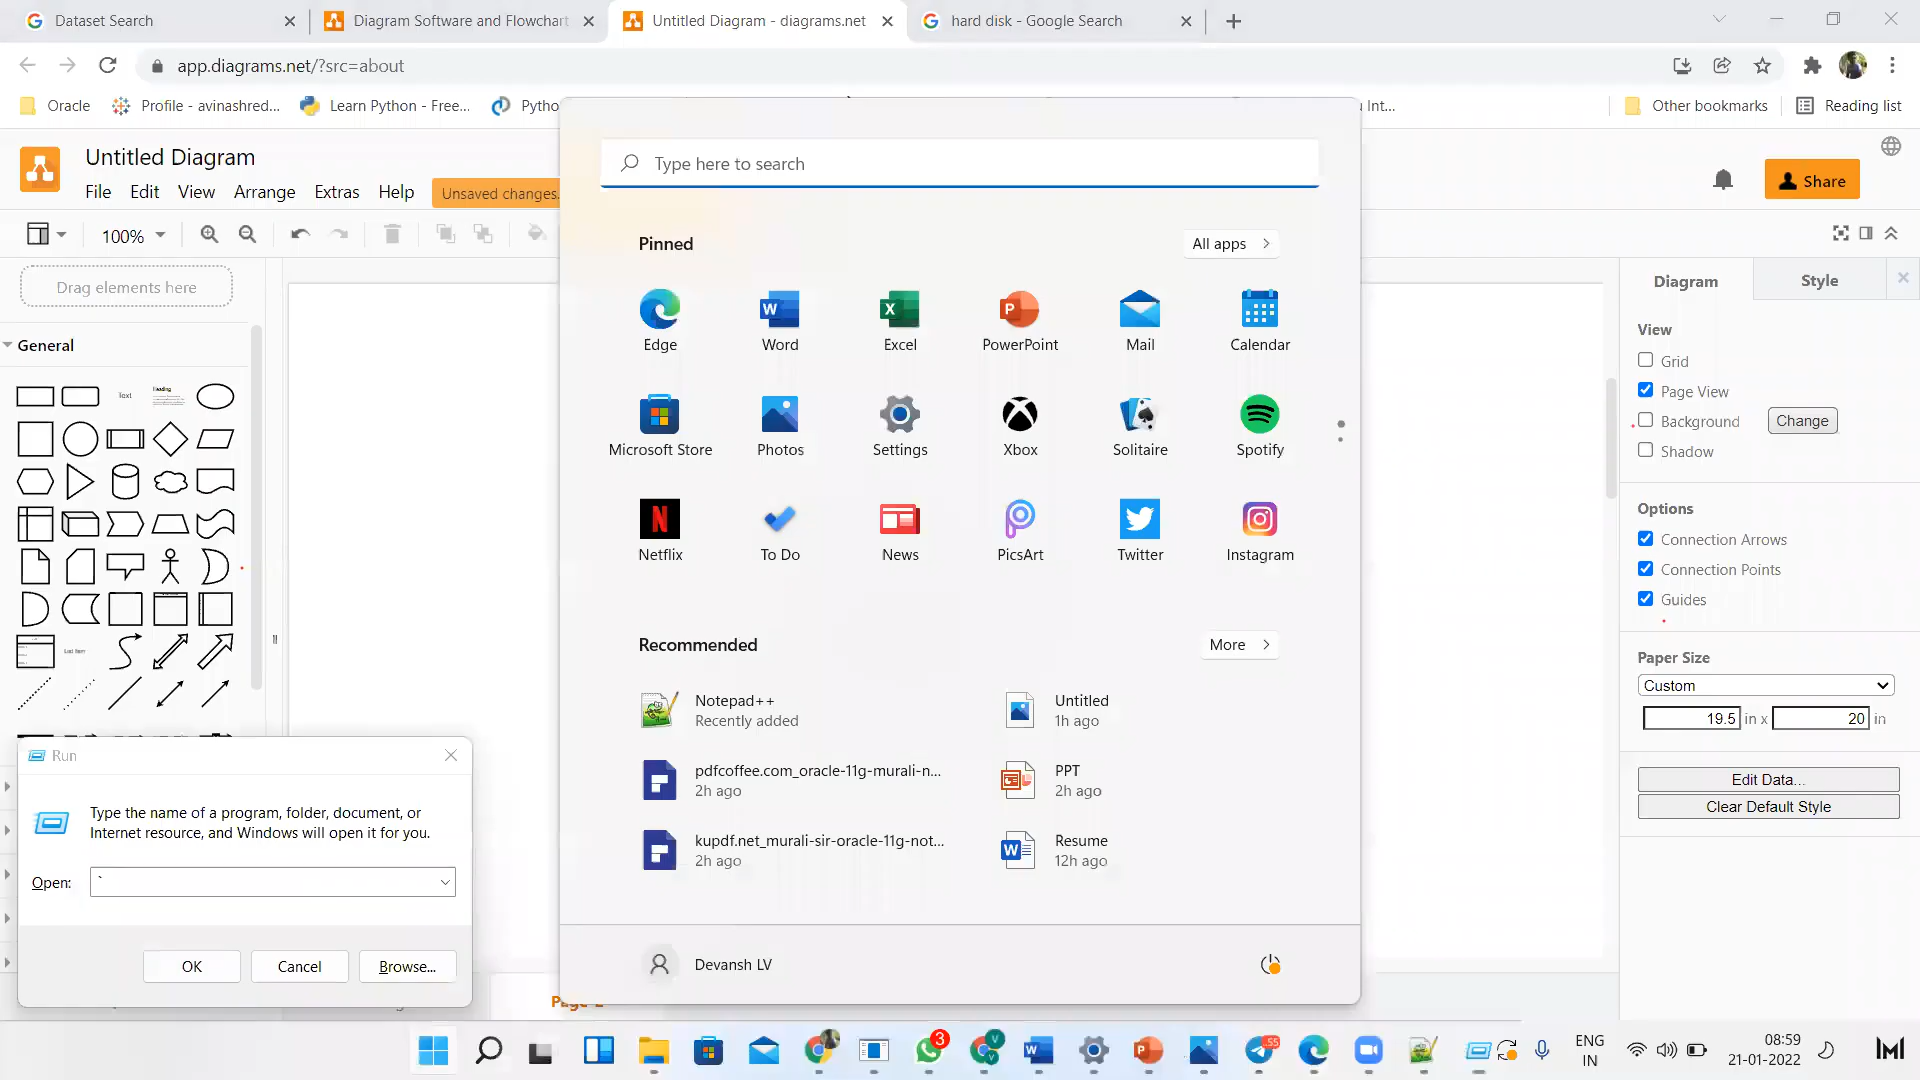 Dataset Search
Diagram Software and Flowchart
Untitled Diagram - diagrams.net
hard disk - Google Search
app.diagrams.net/?src=about
Oracle
Profile - avinashred...
Learn Python - Free...
Pytho
u Int...
Other bookmarks
Reading list
Untitled Diagram
File Edit View Arrange Extras Help
Unsaved changes.
Share
100%
Type here to search
Drag elements here
General
Text
Heading
List Item
Pinned
All apps
Edge
Word
Excel
PowerPoint
Mail
Calendar
Microsoft Store
Photos
Settings
Xbox
Solitaire
Spotify
Netflix
To Do
News
PicsArt
Twitter
Instagram
Recommended
More
Notepad++
Recently added
Untitled
1h ago
pdfcoffee.com_oracle-11g-murali-n...
2h ago
PPT
2h ago
kupdf.net_murali-sir-oracle-11g-not...
2h ago
Resume
12h ago
Devansh LV
Diagram
Style
View
Grid
Page View
Background
Change
Shadow
Options
Connection Arrows
Connection Points
Guides
Paper Size
Custom
19.5 in x 20 in
Edit Data...
Clear Default Style
Run
Type the name of a program, folder, document, or
Internet resource, and Windows will open it for you.
Open: `
OK
Cancel
Browse...
3
V
V
55
ENG
IN
08:59
21-01-2022